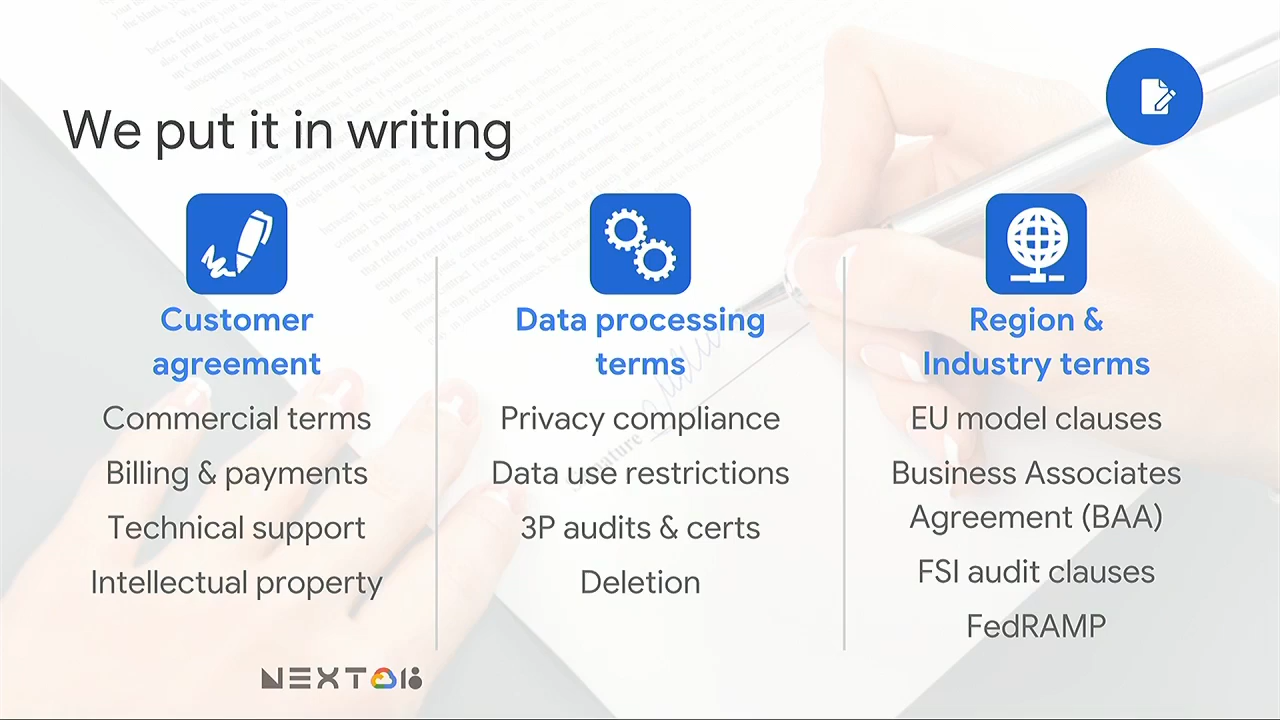 We put it in writing
Customer
agreement
Commercial terms
Billing & payments
Technical support
Intellectual property
Data processing
terms
Privacy compliance
Data use restrictions
3P audits & certs
Deletion
Region &
Industry terms
EU model clauses
Business Associates
Agreement (BAA)
FSI audit clauses
FedRAMP
NEXT 18